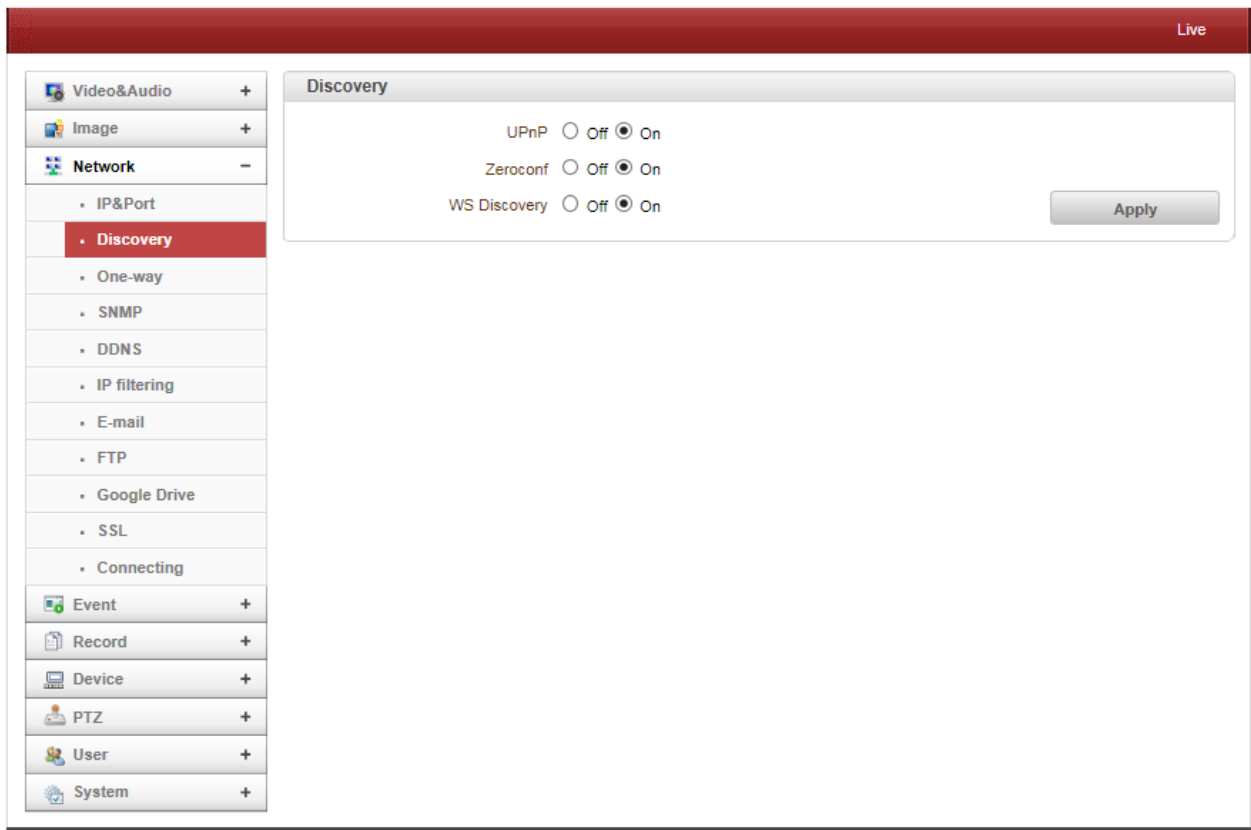 Live
Video&Audio +
Image +
Network −
IP&Port
Discovery
One-way
SNMP
DDNS
IP filtering
E-mail
FTP
Google Drive
SSL
Connecting
Event +
Record +
Device +
PTZ +
User +
System +
Discovery
UPnP Off On
Zeroconf Off On
WS Discovery Off On
Apply